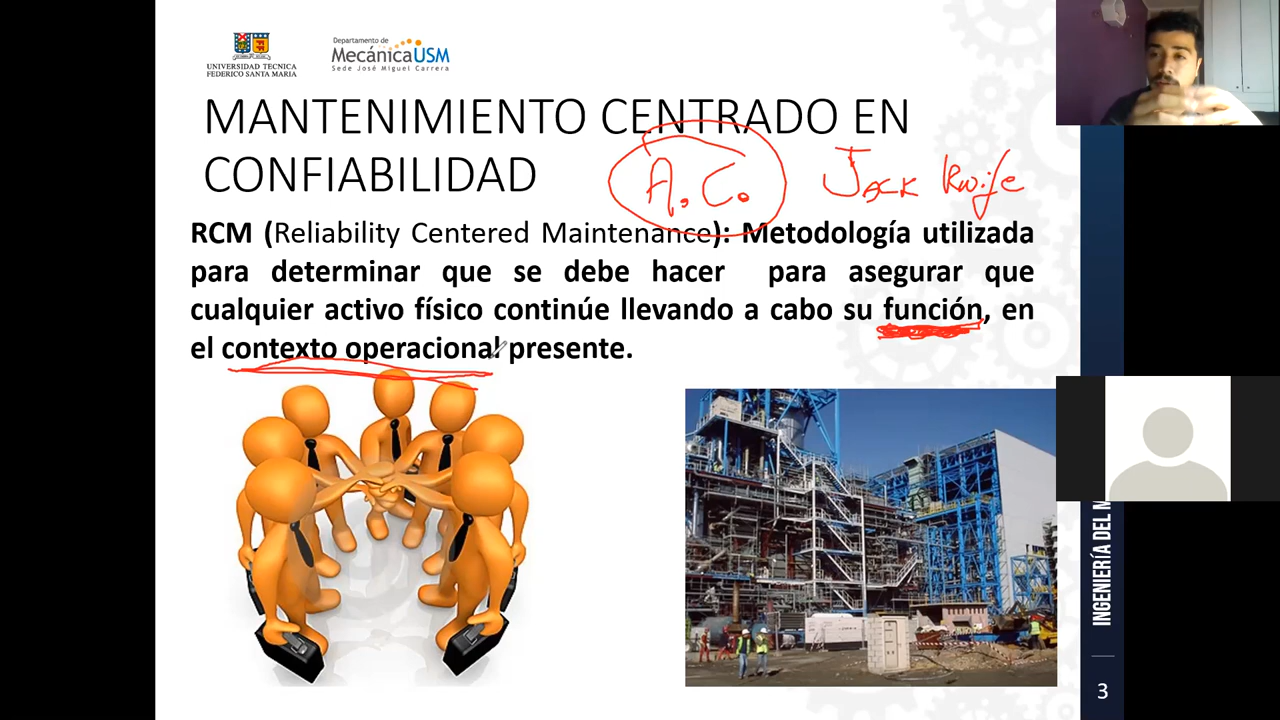 UNIVERSIDAD TECNICA
FEDERICO SANTA MARIA
Departamento de
MecánicaUSM
Sede José Miguel Carrera
MANTENIMIENTO CENTRADO EN
CONFIABILIDAD
A.C.
Jack
RCM (Reliability Centered Maintenance): Metodología utilizada
para determinar que se debe hacer para asegurar que
cualquier activo físico continúe llevando a cabo su función, en
el contexto operacional presente.
INGENIERÍA DEL
3